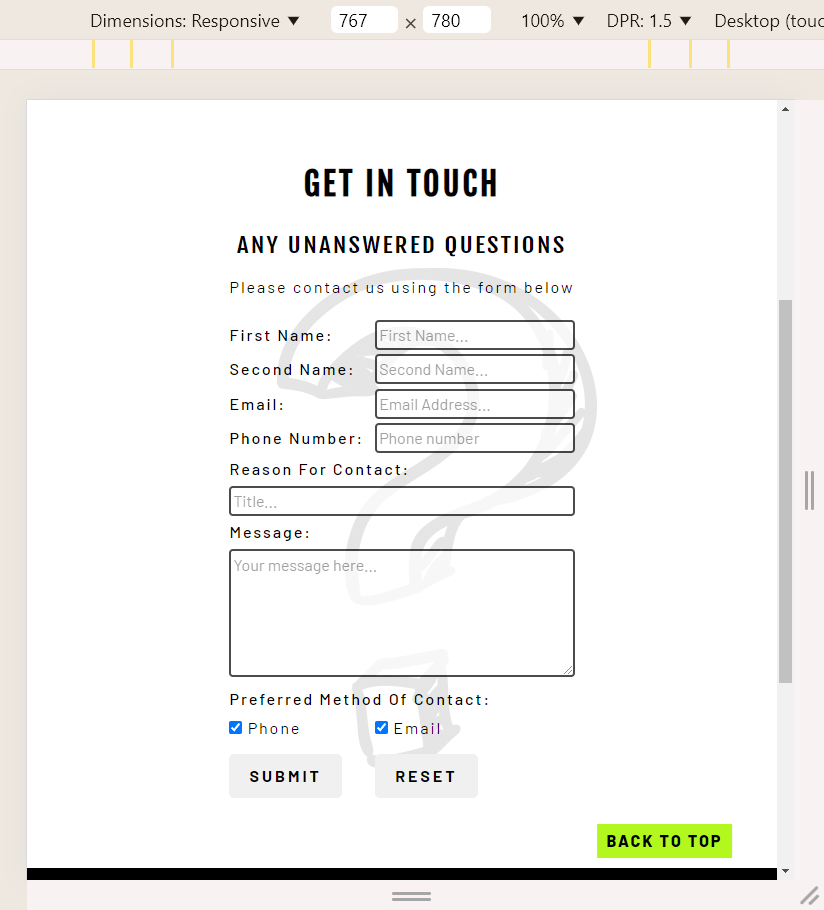 Dimensions: Responsive ▼ 767 × 780 100% ▼ DPR: 1.5 ▼ Desktop (touc
GET IN TOUCH
ANY UNANSWERED QUESTIONS
Please contact us using the form below
First Name: First Name...
Second Name: Second Name...
Email: Email Address...
Phone Number: Phone number
Reason For Contact:
Title...
Message:
Your message here...
Preferred Method Of Contact:
Phone Email
SUBMIT RESET
BACK TO TOP